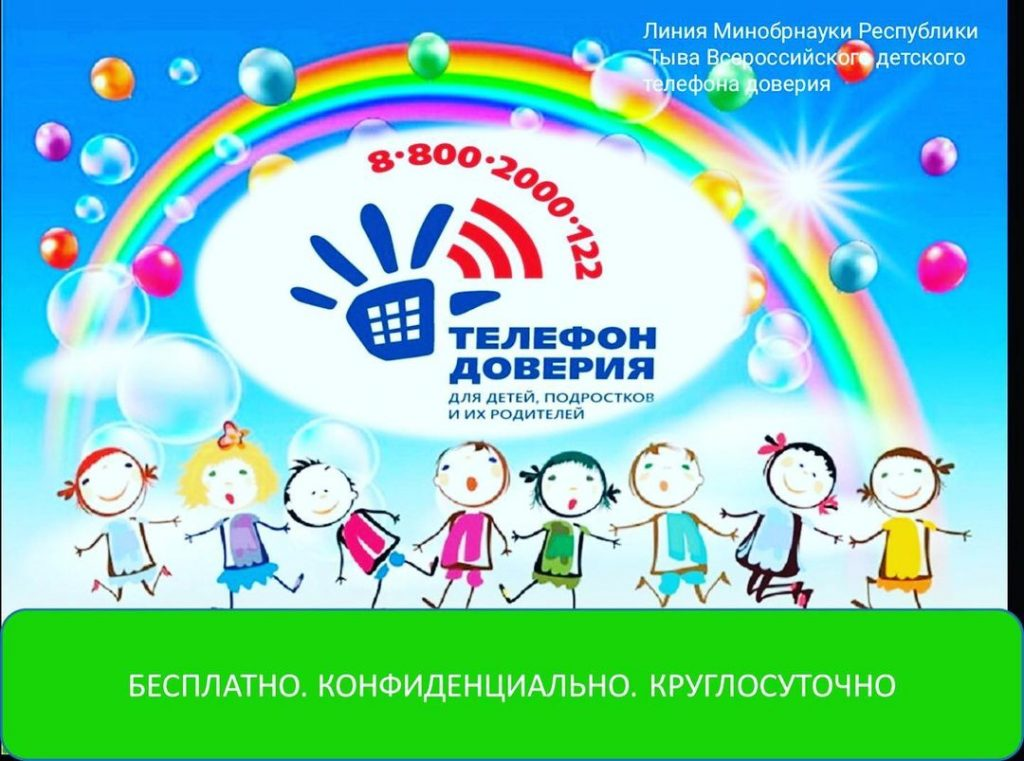 Линия Минобрнауки Республики
Тыва Всероссийского детского
телефона доверия
8·800·2000·122
ТЕЛЕФОН
ДОВЕРИЯ
ДЛЯ ДЕТЕЙ, ПОДРОСТКОВ
И ИХ РОДИТЕЛЕЙ
БЕСПЛАТНО. КОНФИДЕНЦИАЛЬНО. КРУГЛОСУТОЧНО